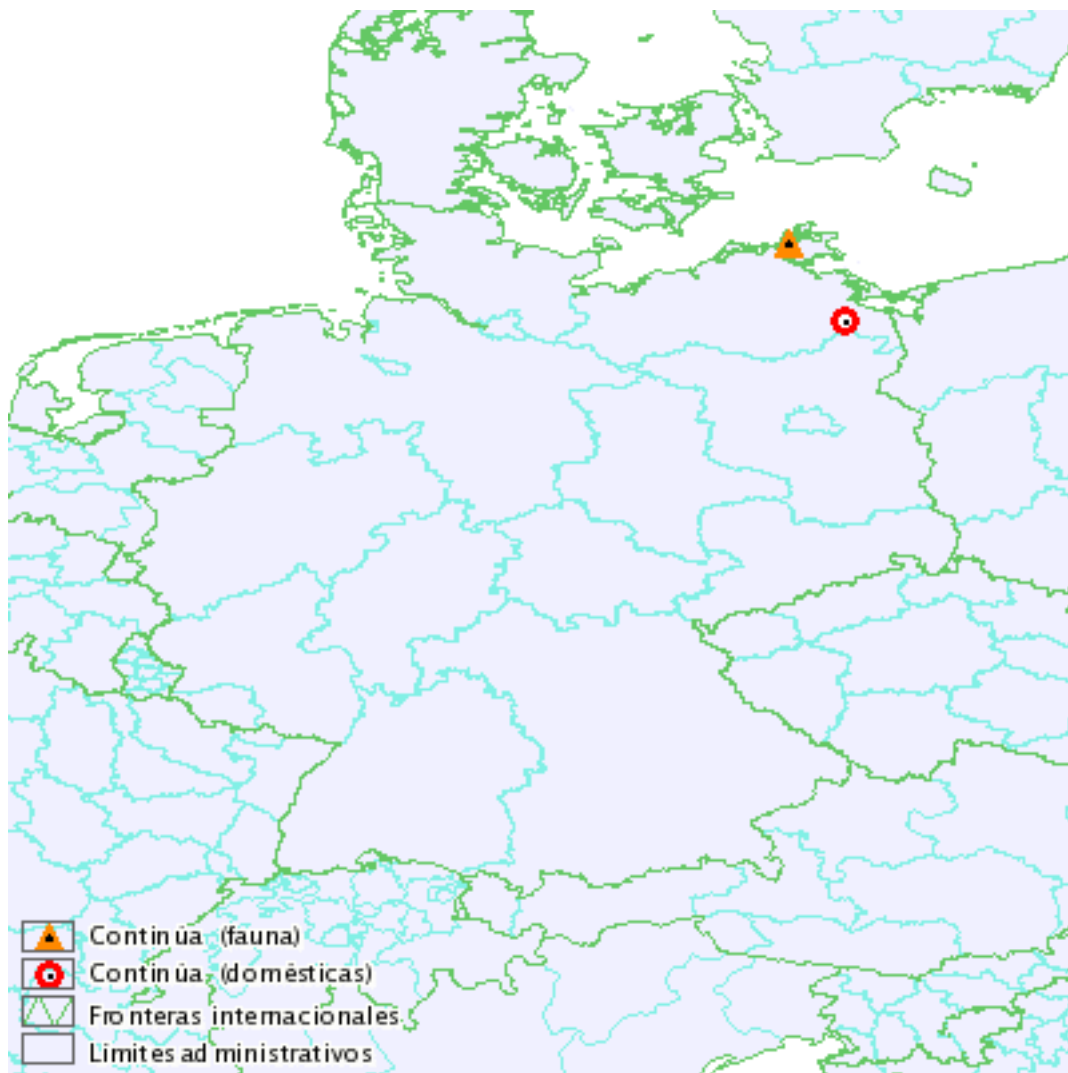 Continúa (fauna)
Continúa (domésticas)
Fronteras internacionales
Límites administrativos